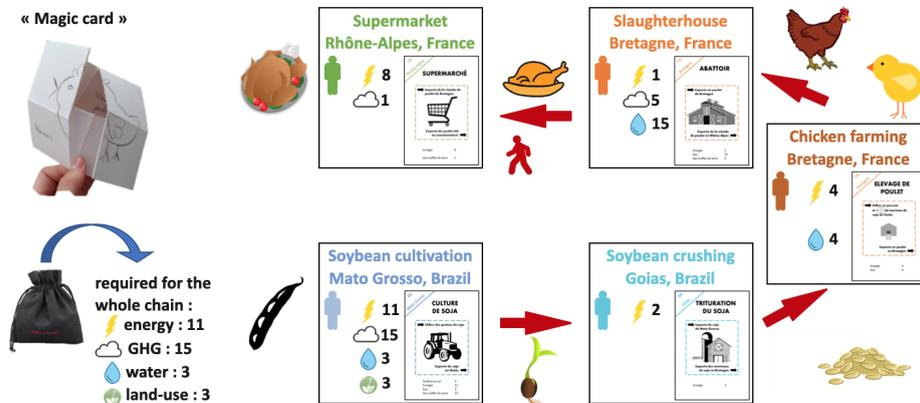 « Magic card »
Supermarket
Rhône-Alpes, France
8
1
SUPERMARCHÉ
Slaughterhouse
Bretagne, France
1
5
15
ABATTOIR
Chicken farming
Bretagne, France
4
4
ELEVAGE DE
POULET
required for the
whole chain :
energy : 11
GHG : 15
water : 3
land-use : 3
Soybean cultivation
Mato Grosso, Brazil
11
15
3
3
CULTURE
DE SOJA
Soybean crushing
Goias, Brazil
2
TRITURATION
DU SOJA